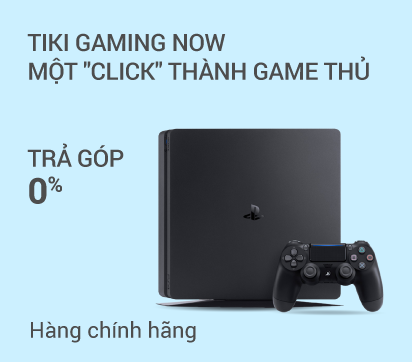 TIKI GAMING NOW
MỘT "CLICK" THÀNH GAME THỦ
TRẢ GÓP
0%
Hàng chính hãng